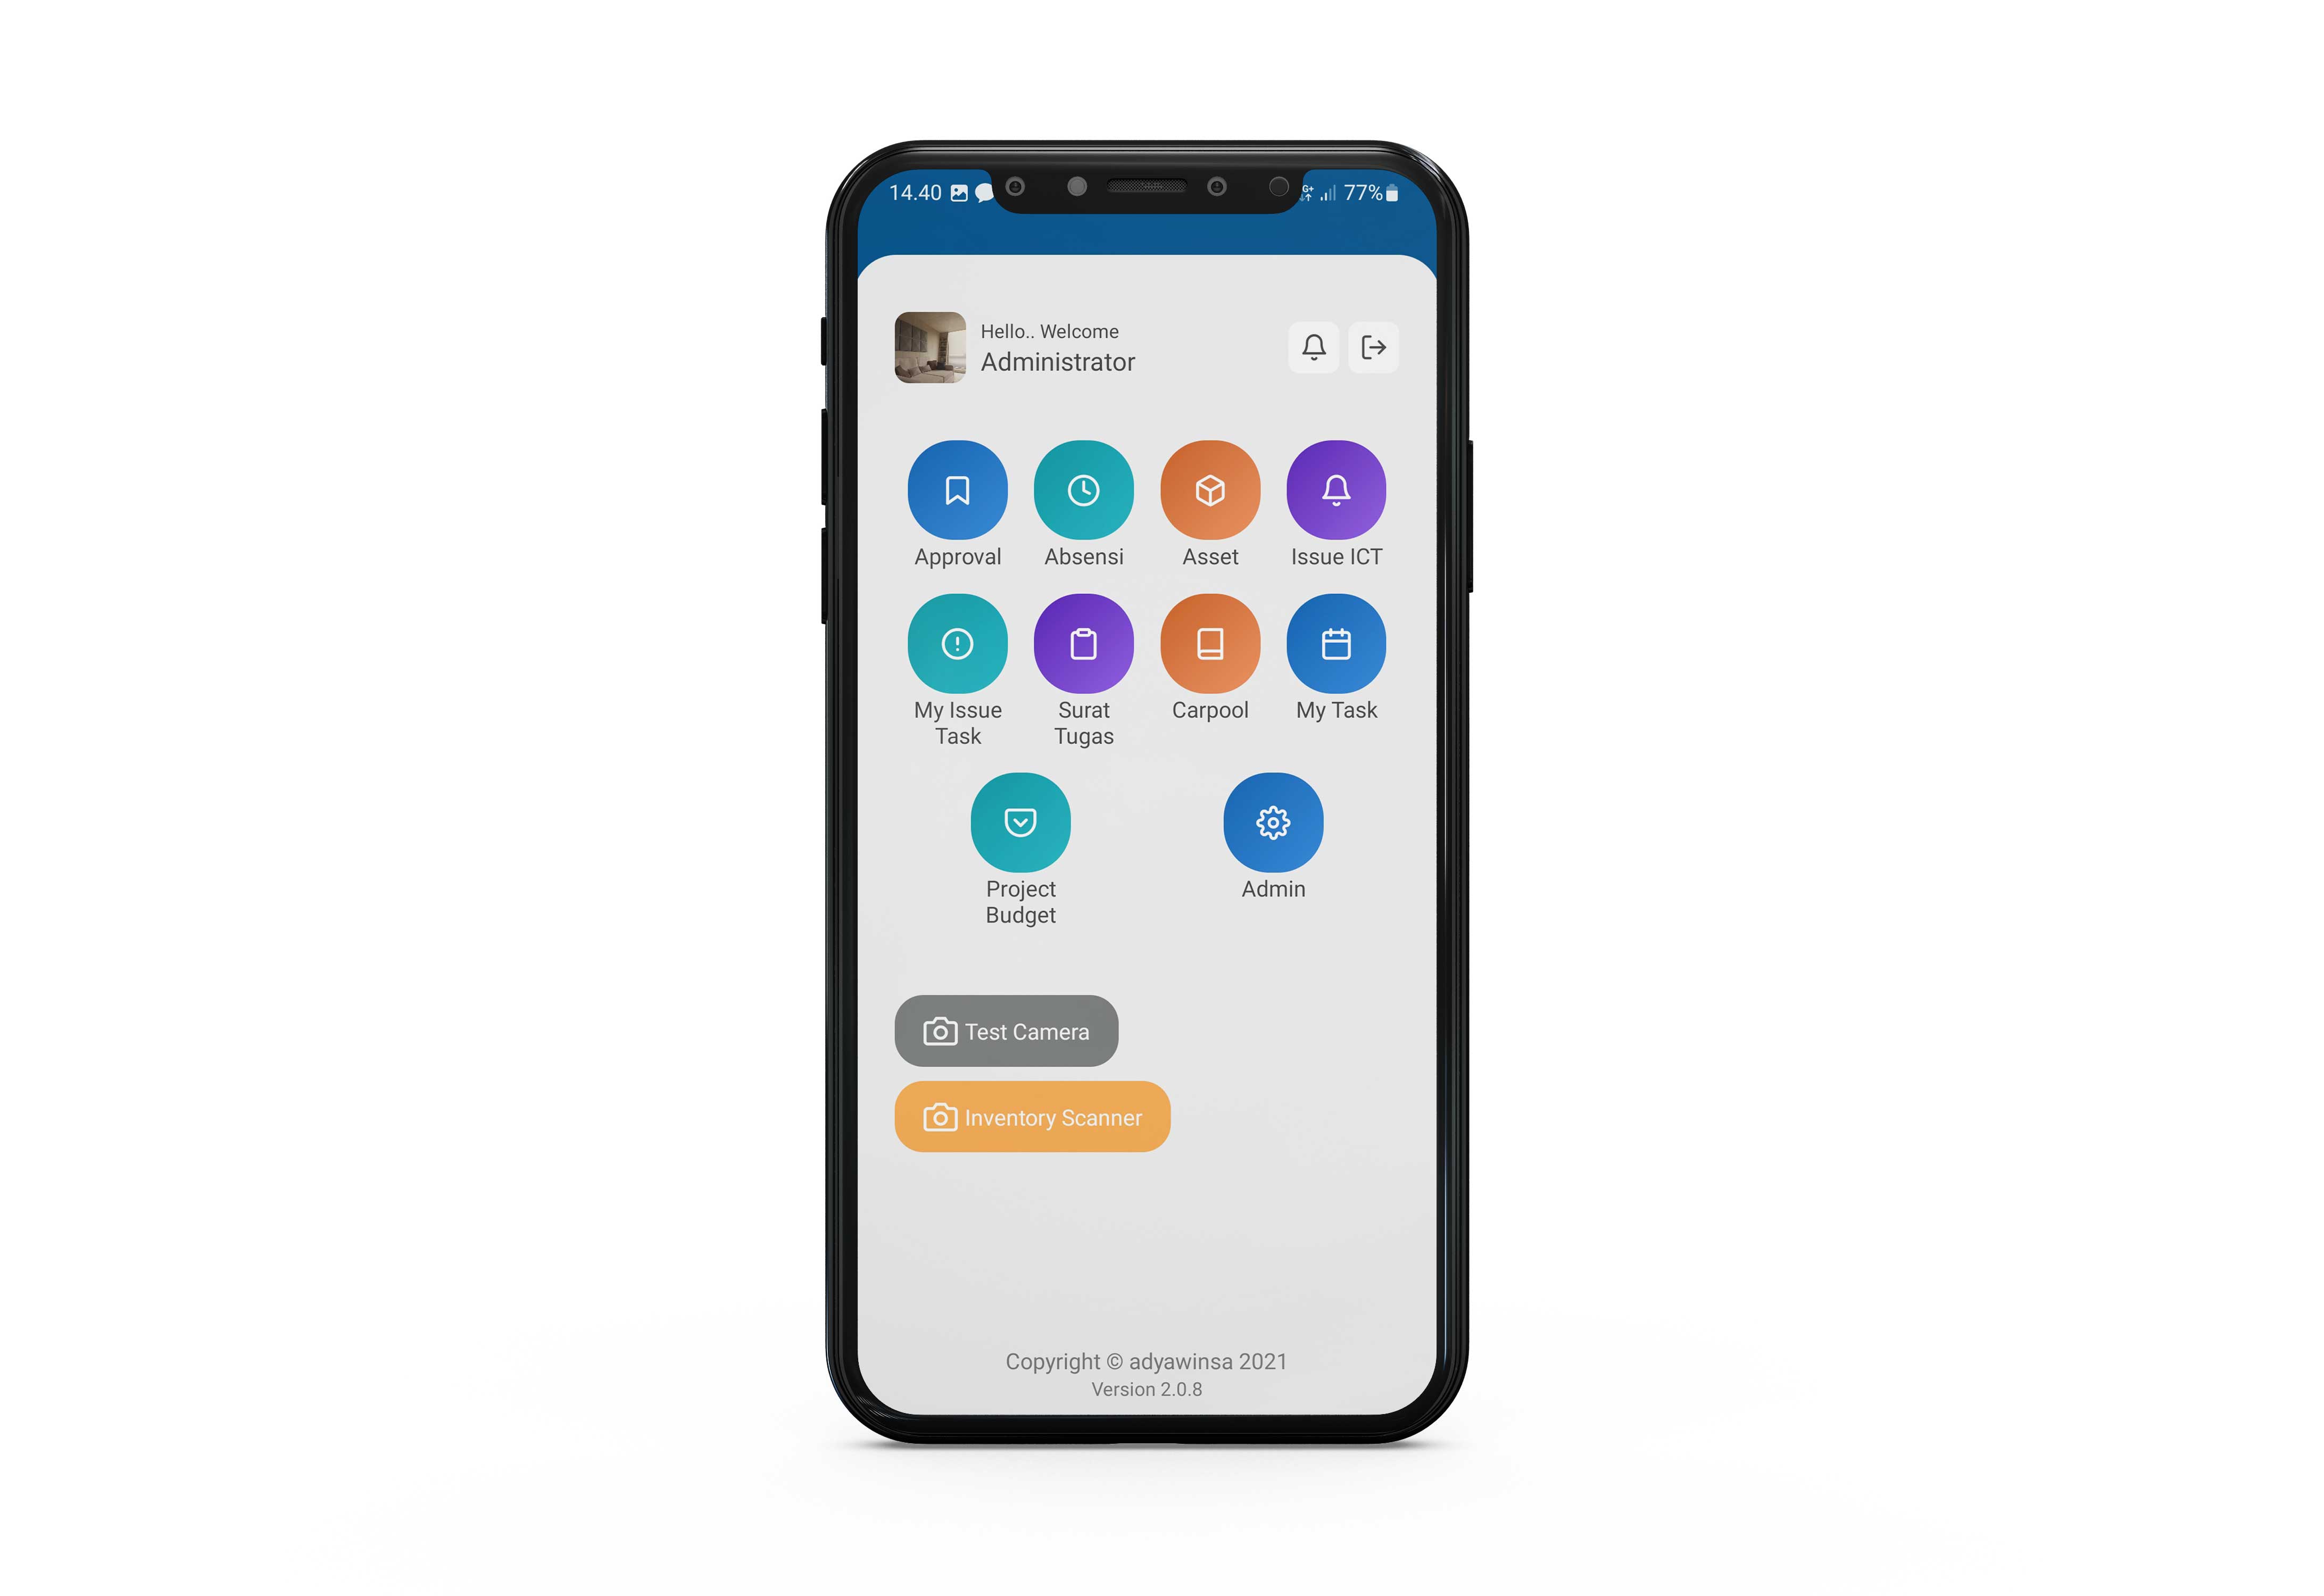 14.40
G+
77%
Hello.. Welcome
Administrator
Approval
Absensi
Asset
Issue ICT
My Issue
Task
Surat
Tugas
Carpool
My Task
Project
Budget
Admin
Test Camera
Inventory Scanner
Copyright © adyawinsa 2021
Version 2.0.8